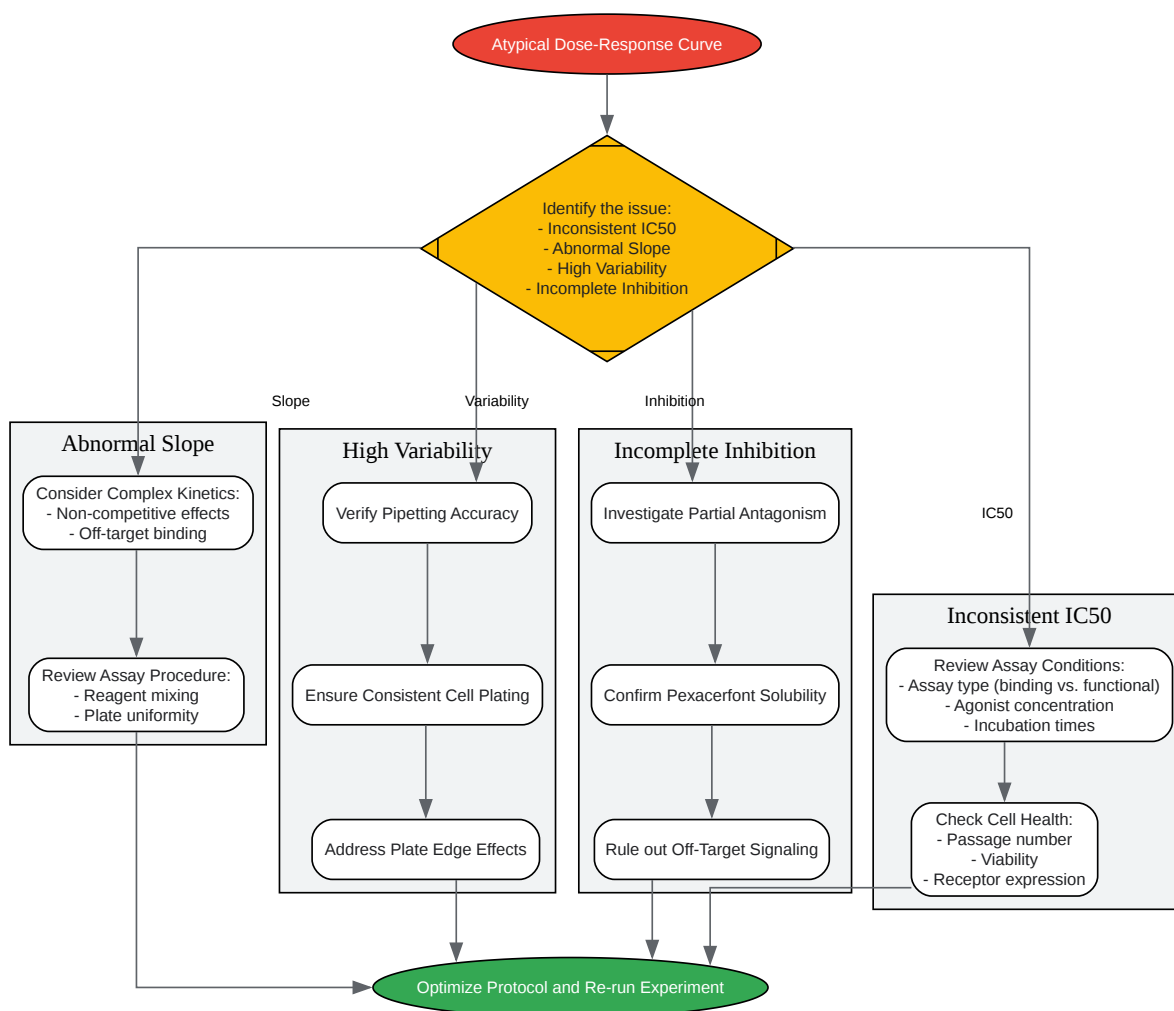 Atypical Dose-Response Curve
Identify the issue:
- Inconsistent IC50
- Abnormal Slope
- High Variability
- Incomplete Inhibition
Slope
Variability
Inhibition
IC50
Abnormal Slope
Consider Complex Kinetics:
- Non-competitive effects
- Off-target binding
Review Assay Procedure:
- Reagent mixing
- Plate uniformity
High Variability
Verify Pipetting Accuracy
Ensure Consistent Cell Plating
Address Plate Edge Effects
Incomplete Inhibition
Investigate Partial Antagonism
Confirm Pexacerfont Solubility
Rule out Off-Target Signaling
Inconsistent IC50
Review Assay Conditions:
- Assay type (binding vs. functional)
- Agonist concentration
- Incubation times
Check Cell Health:
- Passage number
- Viability
- Receptor expression
Optimize Protocol and Re-run Experiment